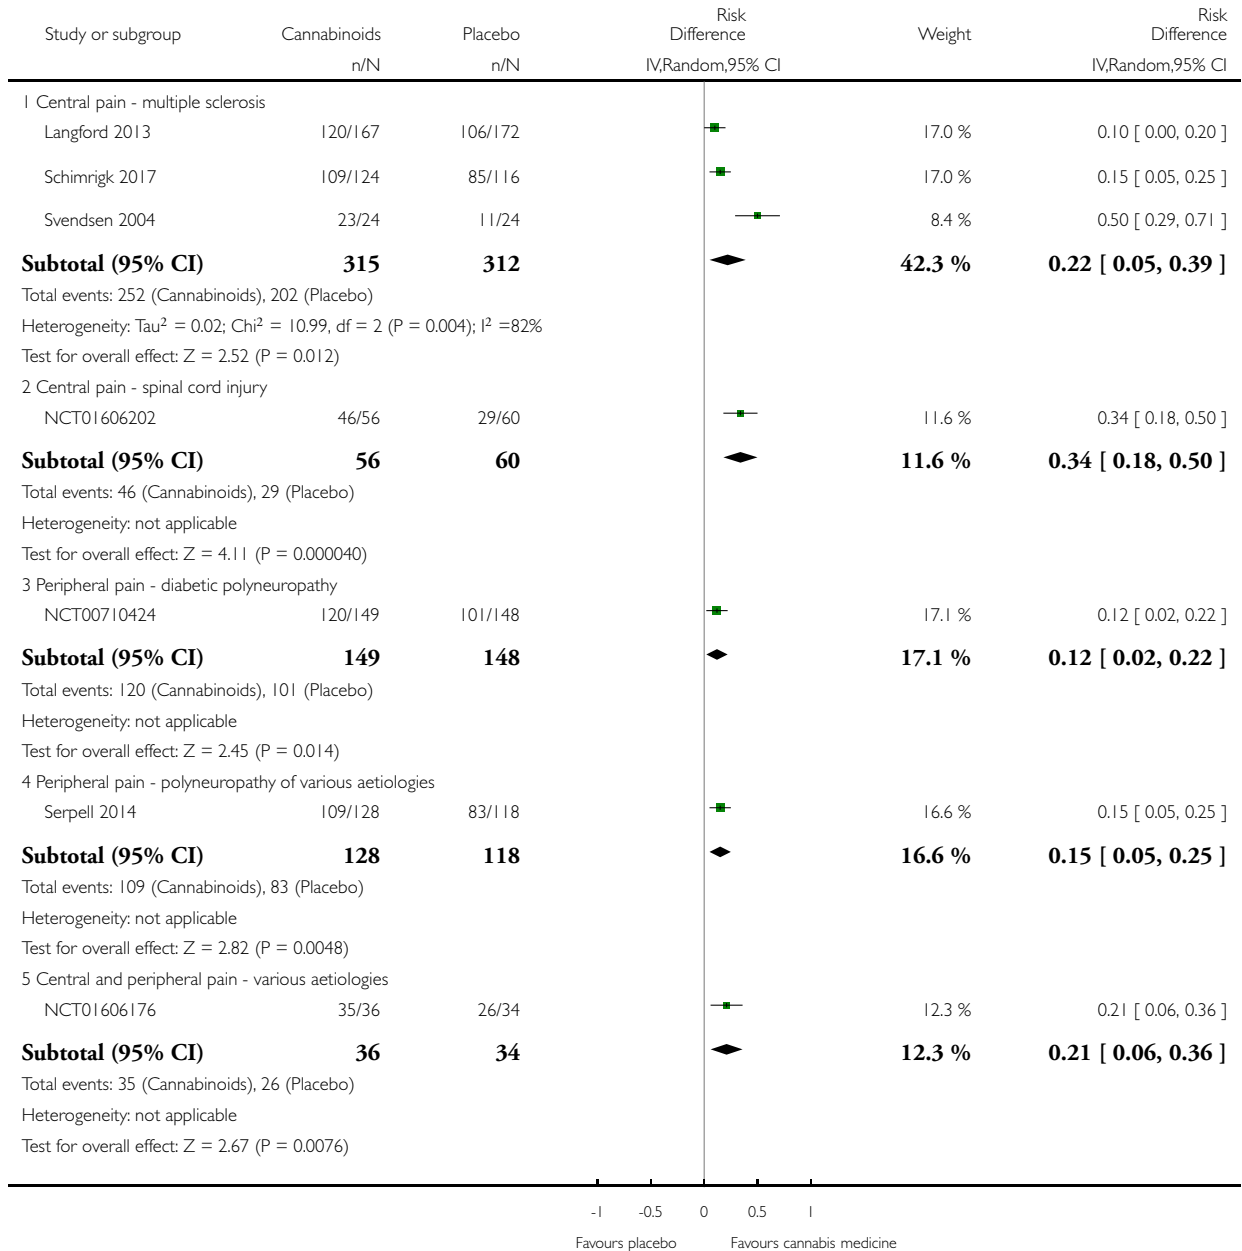 Study or subgroup Cannabinoids Placebo Risk Difference Weight Risk Difference
n/N n/N IV,Random,95% CI IV,Random,95% CI
1 Central pain - multiple sclerosis
Langford 2013 120/167 106/172 17.0 % 0.10 [ 0.00, 0.20 ]
Schimrigk 2017 109/124 85/116 17.0 % 0.15 [ 0.05, 0.25 ]
Svendsen 2004 23/24 11/24 8.4 % 0.50 [ 0.29, 0.71 ]
Subtotal (95% CI) 315 312 42.3 % 0.22 [ 0.05, 0.39 ]
Total events: 252 (Cannabinoids), 202 (Placebo)
Heterogeneity: Tau² = 0.02; Chi² = 10.99, df = 2 (P = 0.004); I² =82%
Test for overall effect: Z = 2.52 (P = 0.012)
2 Central pain - spinal cord injury
NCT01606202 46/56 29/60 11.6 % 0.34 [ 0.18, 0.50 ]
Subtotal (95% CI) 56 60 11.6 % 0.34 [ 0.18, 0.50 ]
Total events: 46 (Cannabinoids), 29 (Placebo)
Heterogeneity: not applicable
Test for overall effect: Z = 4.11 (P = 0.000040)
3 Peripheral pain - diabetic polyneuropathy
NCT00710424 120/149 101/148 17.1 % 0.12 [ 0.02, 0.22 ]
Subtotal (95% CI) 149 148 17.1 % 0.12 [ 0.02, 0.22 ]
Total events: 120 (Cannabinoids), 101 (Placebo)
Heterogeneity: not applicable
Test for overall effect: Z = 2.45 (P = 0.014)
4 Peripheral pain - polyneuropathy of various aetiologies
Serpell 2014 109/128 83/118 16.6 % 0.15 [ 0.05, 0.25 ]
Subtotal (95% CI) 128 118 16.6 % 0.15 [ 0.05, 0.25 ]
Total events: 109 (Cannabinoids), 83 (Placebo)
Heterogeneity: not applicable
Test for overall effect: Z = 2.82 (P = 0.0048)
5 Central and peripheral pain - various aetiologies
NCT01606176 35/36 26/34 12.3 % 0.21 [ 0.06, 0.36 ]
Subtotal (95% CI) 36 34 12.3 % 0.21 [ 0.06, 0.36 ]
Total events: 35 (Cannabinoids), 26 (Placebo)
Heterogeneity: not applicable
Test for overall effect: Z = 2.67 (P = 0.0076)
-1 -0.5 0 0.5 1
Favours placebo Favours cannabis medicine